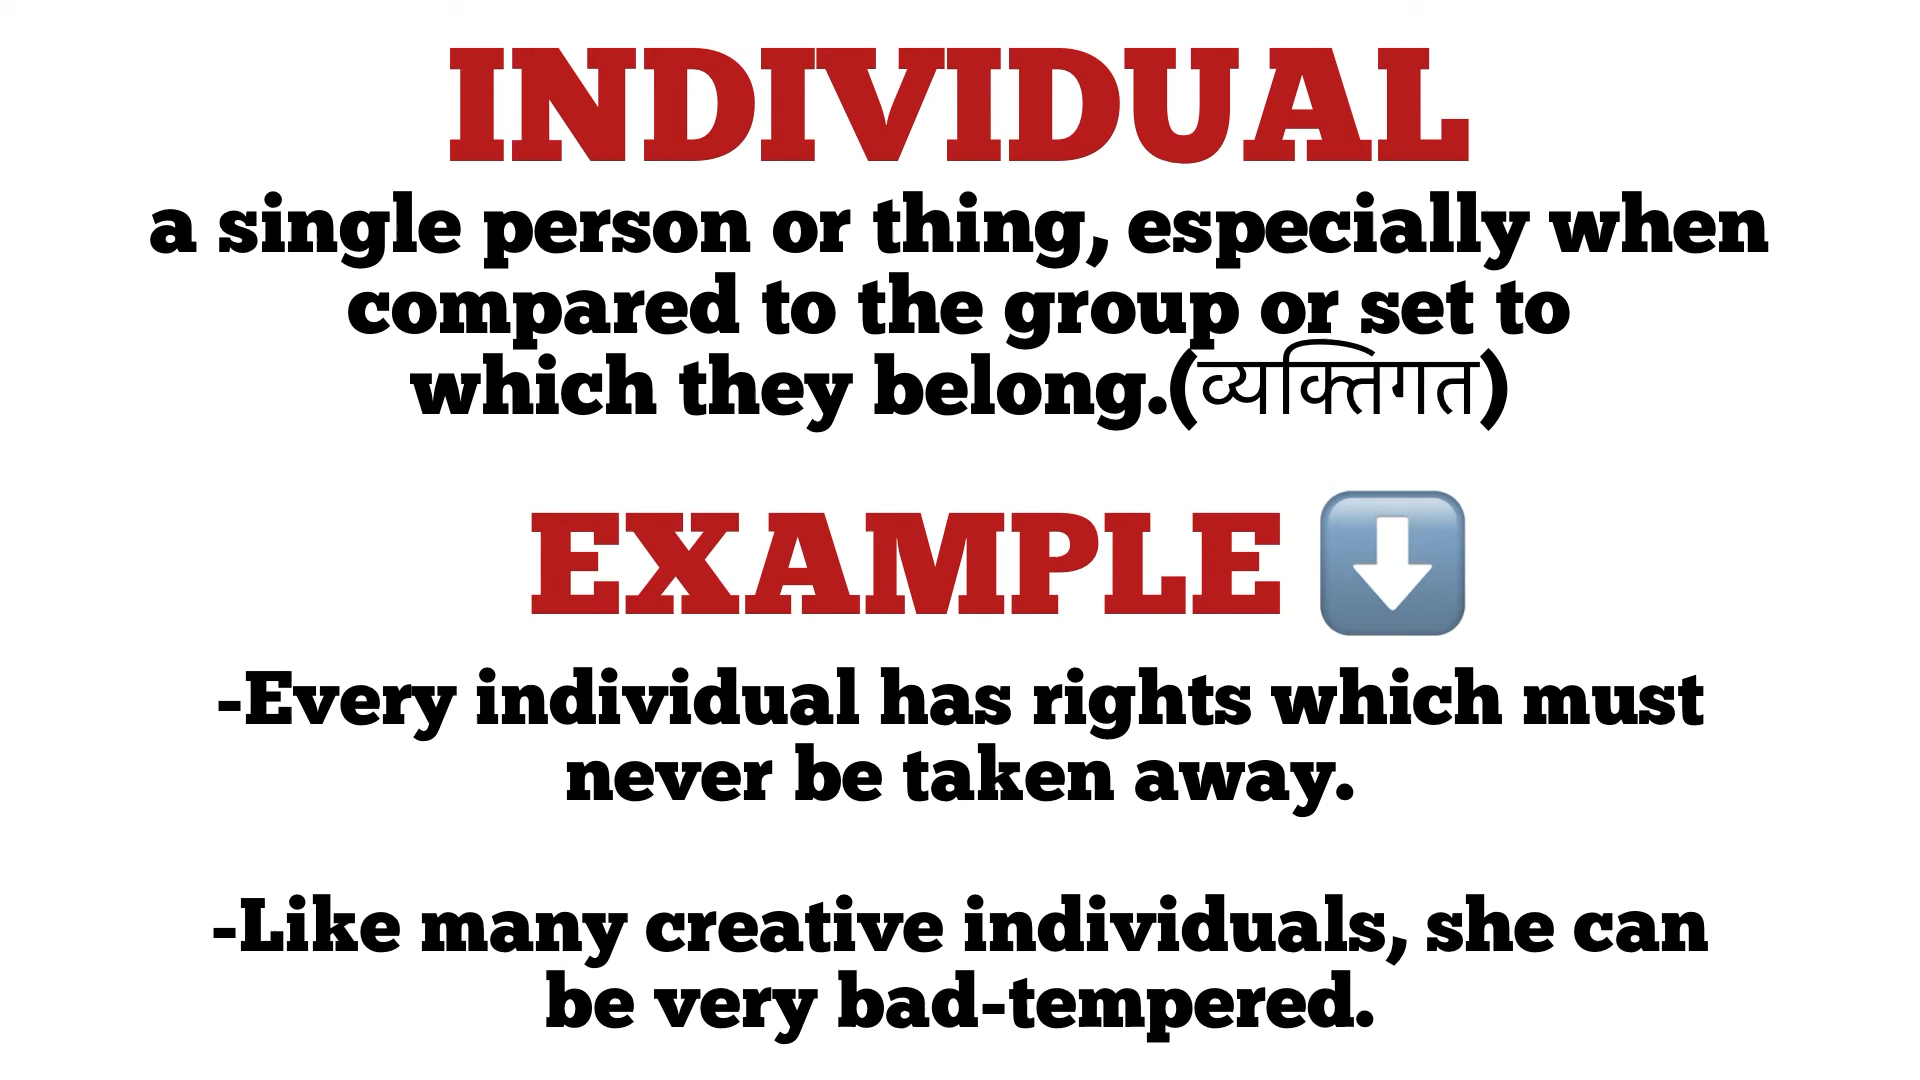 INDIVIDUAL
a single person or thing, especially when
compared to the group or set to
which they belong.(व्यक्तिगत)
EXAMPLE
-Every individual has rights which must
never be taken away.
-Like many creative individuals, she can
be very bad-tempered.